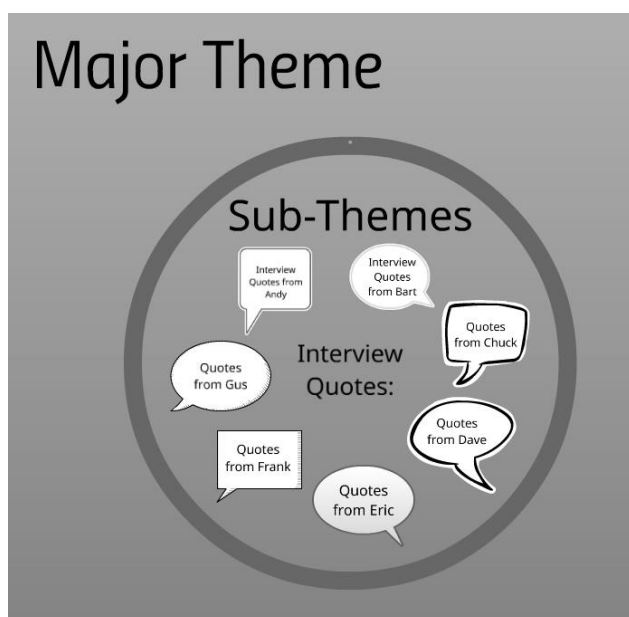 Major Theme
Sub-Themes
Interview
Quotes from
Andy
Interview
Quotes
from Bart
Quotes
from Chuck
Interview
Quotes:
Quotes
from Gus
Quotes
from Dave
Quotes
from Frank
Quotes
from Eric